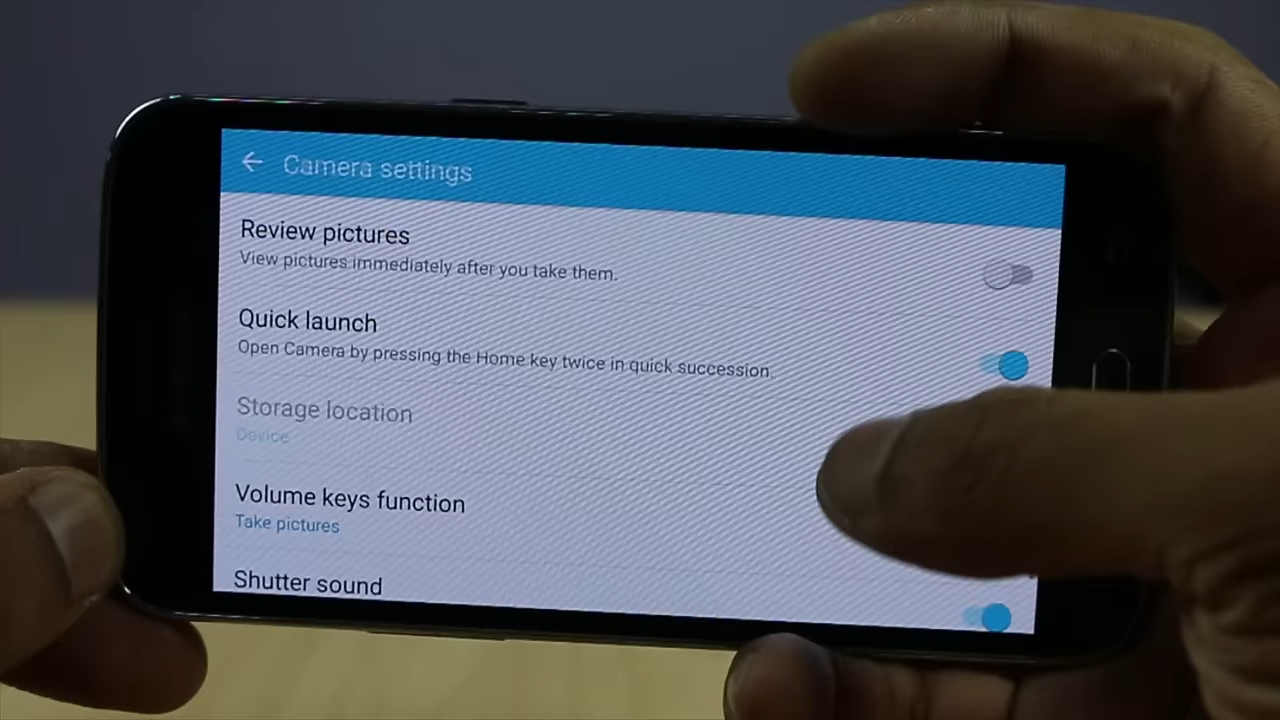 Camera settings
Review pictures
View pictures immediately after you take them.
Quick launch
Open Camera by pressing the Home key twice in quick succession.
Storage location
Device
Volume keys function
Take pictures
Shutter sound